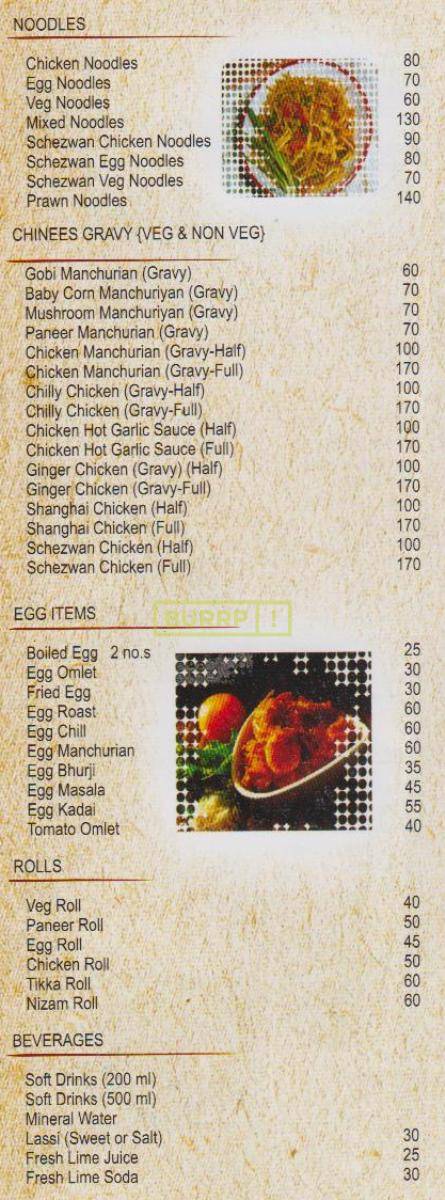 NOODLES
Chicken Noodles 80
Egg Noodles 70
Veg Noodles 60
Mixed Noodles 130
Schezwan Chicken Noodles 90
Schezwan Egg Noodles 80
Schezwan Veg Noodles 70
Prawn Noodles 140
CHINEES GRAVY {VEG & NON VEG}
Gobi Manchurian (Gravy) 60
Baby Corn Manchuriyan (Gravy) 70
Mushroom Manchuriyan (Gravy) 70
Paneer Manchurian (Gravy) 70
Chicken Manchurian (Gravy-Half) 100
Chicken Manchurian (Gravy-Full) 170
Chilly Chicken (Gravy-Half) 100
Chilly Chicken (Gravy-Full) 170
Chicken Hot Garlic Sauce (Half) 100
Chicken Hot Garlic Sauce (Full) 170
Ginger Chicken (Gravy) (Half) 100
Ginger Chicken (Gravy-Full) 170
Shanghai Chicken (Half) 100
Shanghai Chicken (Full) 170
Schezwan Chicken (Half) 100
Schezwan Chicken (Full) 170
EGG ITEMS
BURRP!
Boiled Egg 2 no.s 25
Egg Omlet 30
Fried Egg 30
Egg Roast 60
Egg Chill 60
Egg Manchurian 60
Egg Bhurji 35
Egg Masala 45
Egg Kadai 55
Tomato Omlet 40
ROLLS
Veg Roll 40
Paneer Roll 50
Egg Roll 45
Chicken Roll 50
Tikka Roll 60
Nizam Roll 60
BEVERAGES
Soft Drinks (200 ml)
Soft Drinks (500 ml)
Mineral Water
Lassi (Sweet or Salt) 30
Fresh Lime Juice 25
Fresh Lime Soda 30